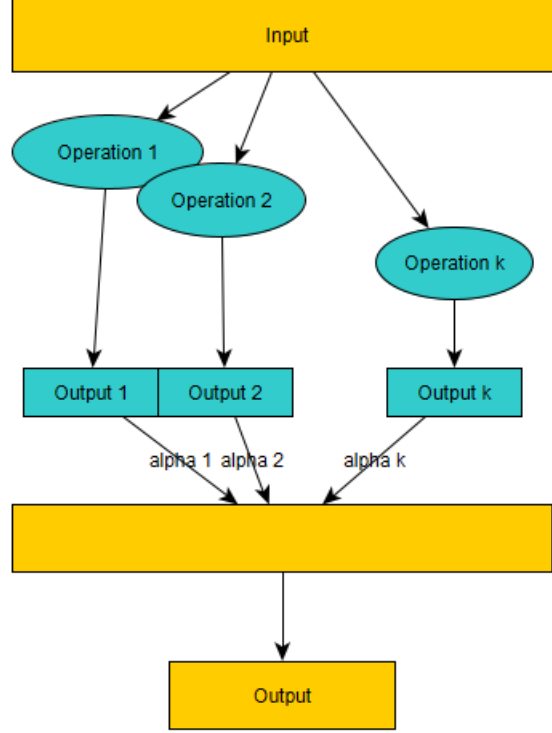 Input
Operation 1
Operation 2
Operation k
Output 1
Output 2
Output k
alpha 1
alpha 2
alpha k
Output